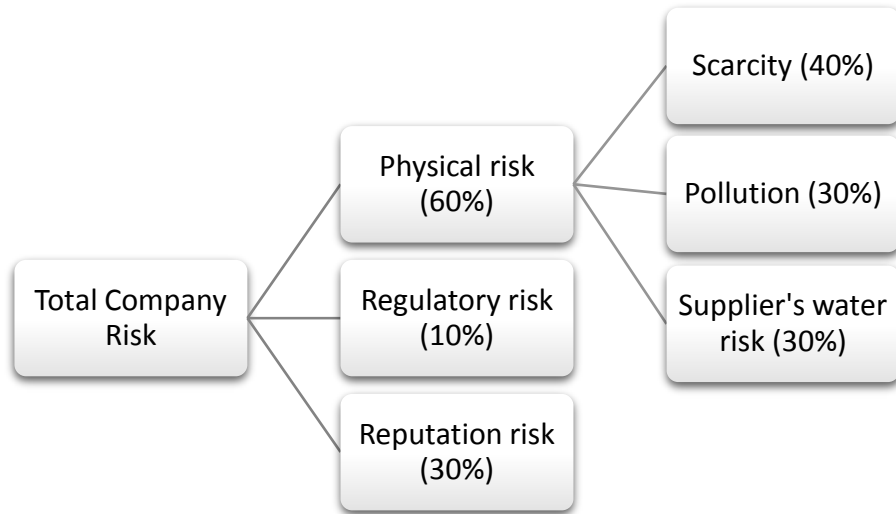 Total Company
Risk
Physical risk
(60%)
Regulatory risk
(10%)
Reputation risk
(30%)
Scarcity (40%)
Pollution (30%)
Supplier's water
risk (30%)